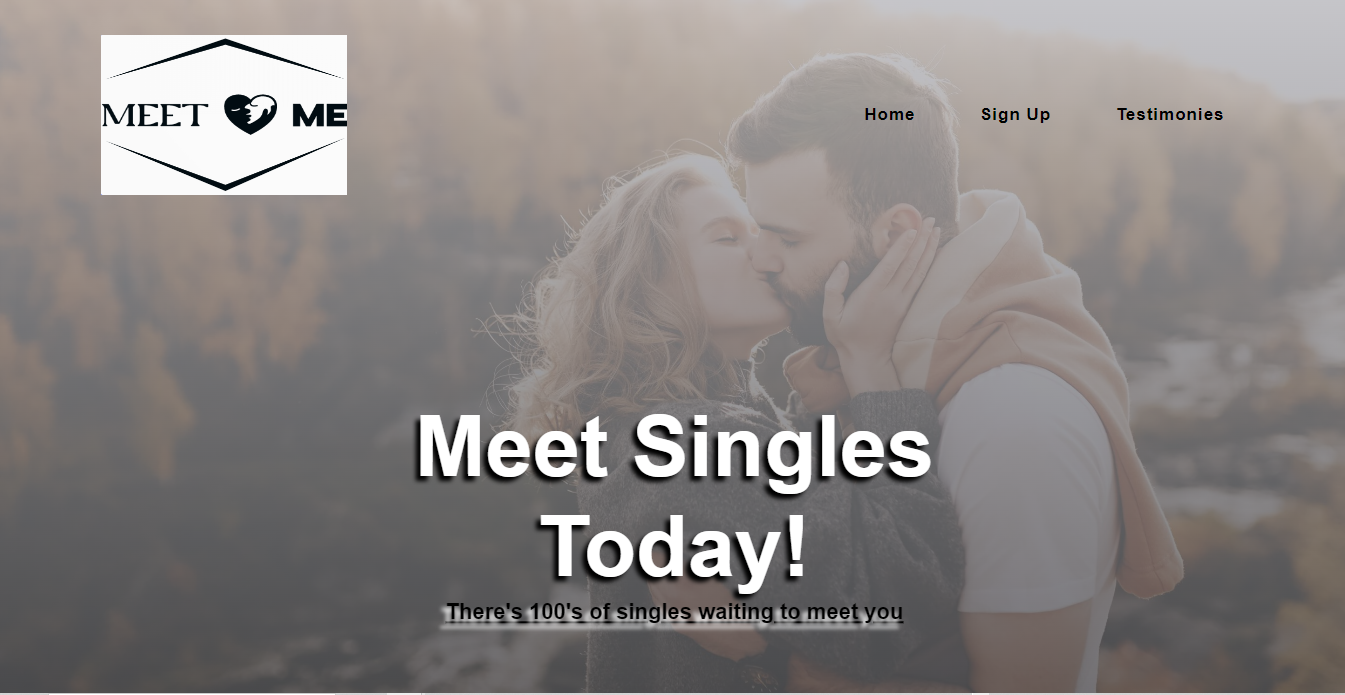 MEET ME
Home Sign Up Testimonies
Meet Singles
Today!
There's 100's of singles waiting to meet you